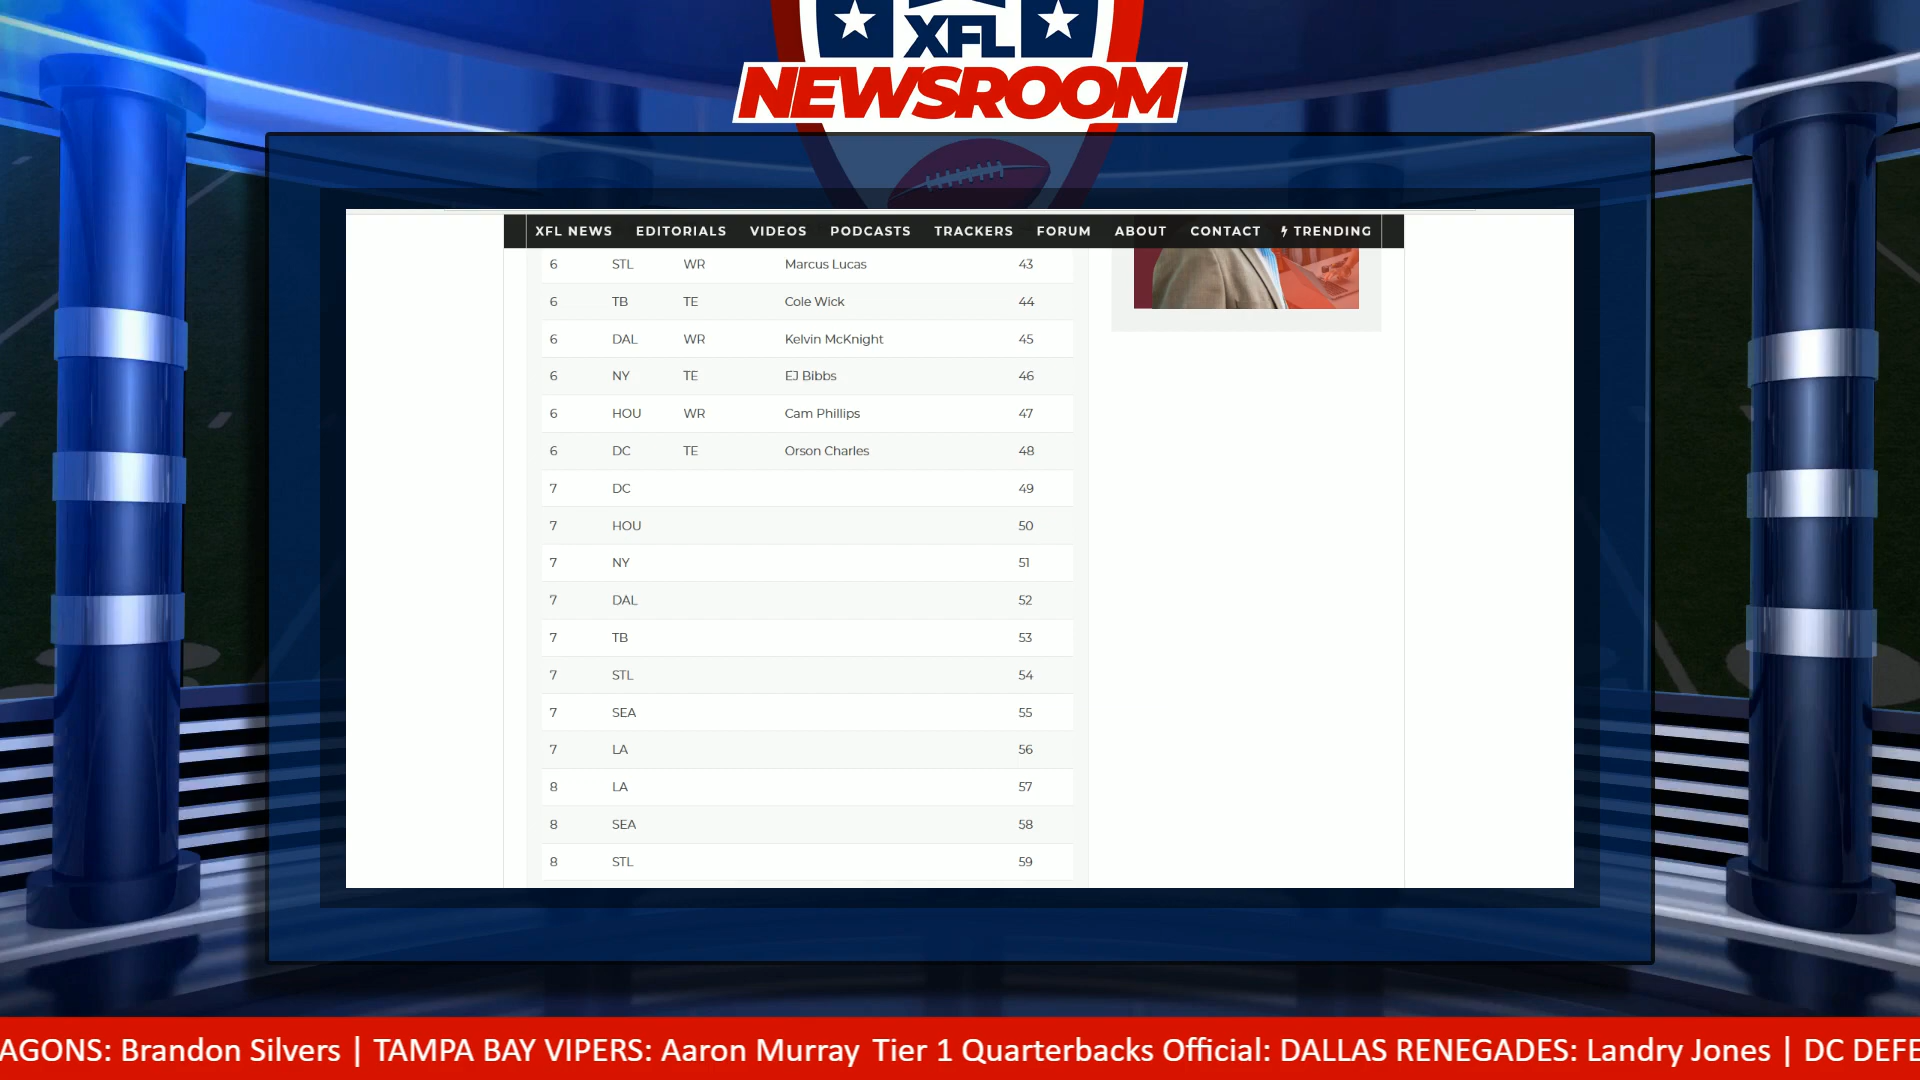 XFL
NEWSROOM
XFL NEWS EDITORIALS VIDEOS PODCASTS TRACKERS FORUM ABOUT CONTACT TRENDING
6 STL WR Marcus Lucas 43
6 TB TE Cole Wick 44
6 DAL WR Kelvin McKnight 45
6 NY TE EJ Bibbs 46
6 HOU WR Cam Phillips 47
6 DC TE Orson Charles 48
7 DC 49
7 HOU 50
7 NY 51
7 DAL 52
7 TB 53
7 STL 54
7 SEA 55
7 LA 56
8 LA 57
8 SEA 58
8 STL 59
AGONS: Brandon Silvers | TAMPA BAY VIPERS: Aaron Murray Tier 1 Quarterbacks Official: DALLAS RENEGADES: Landry Jones | DC DEFE